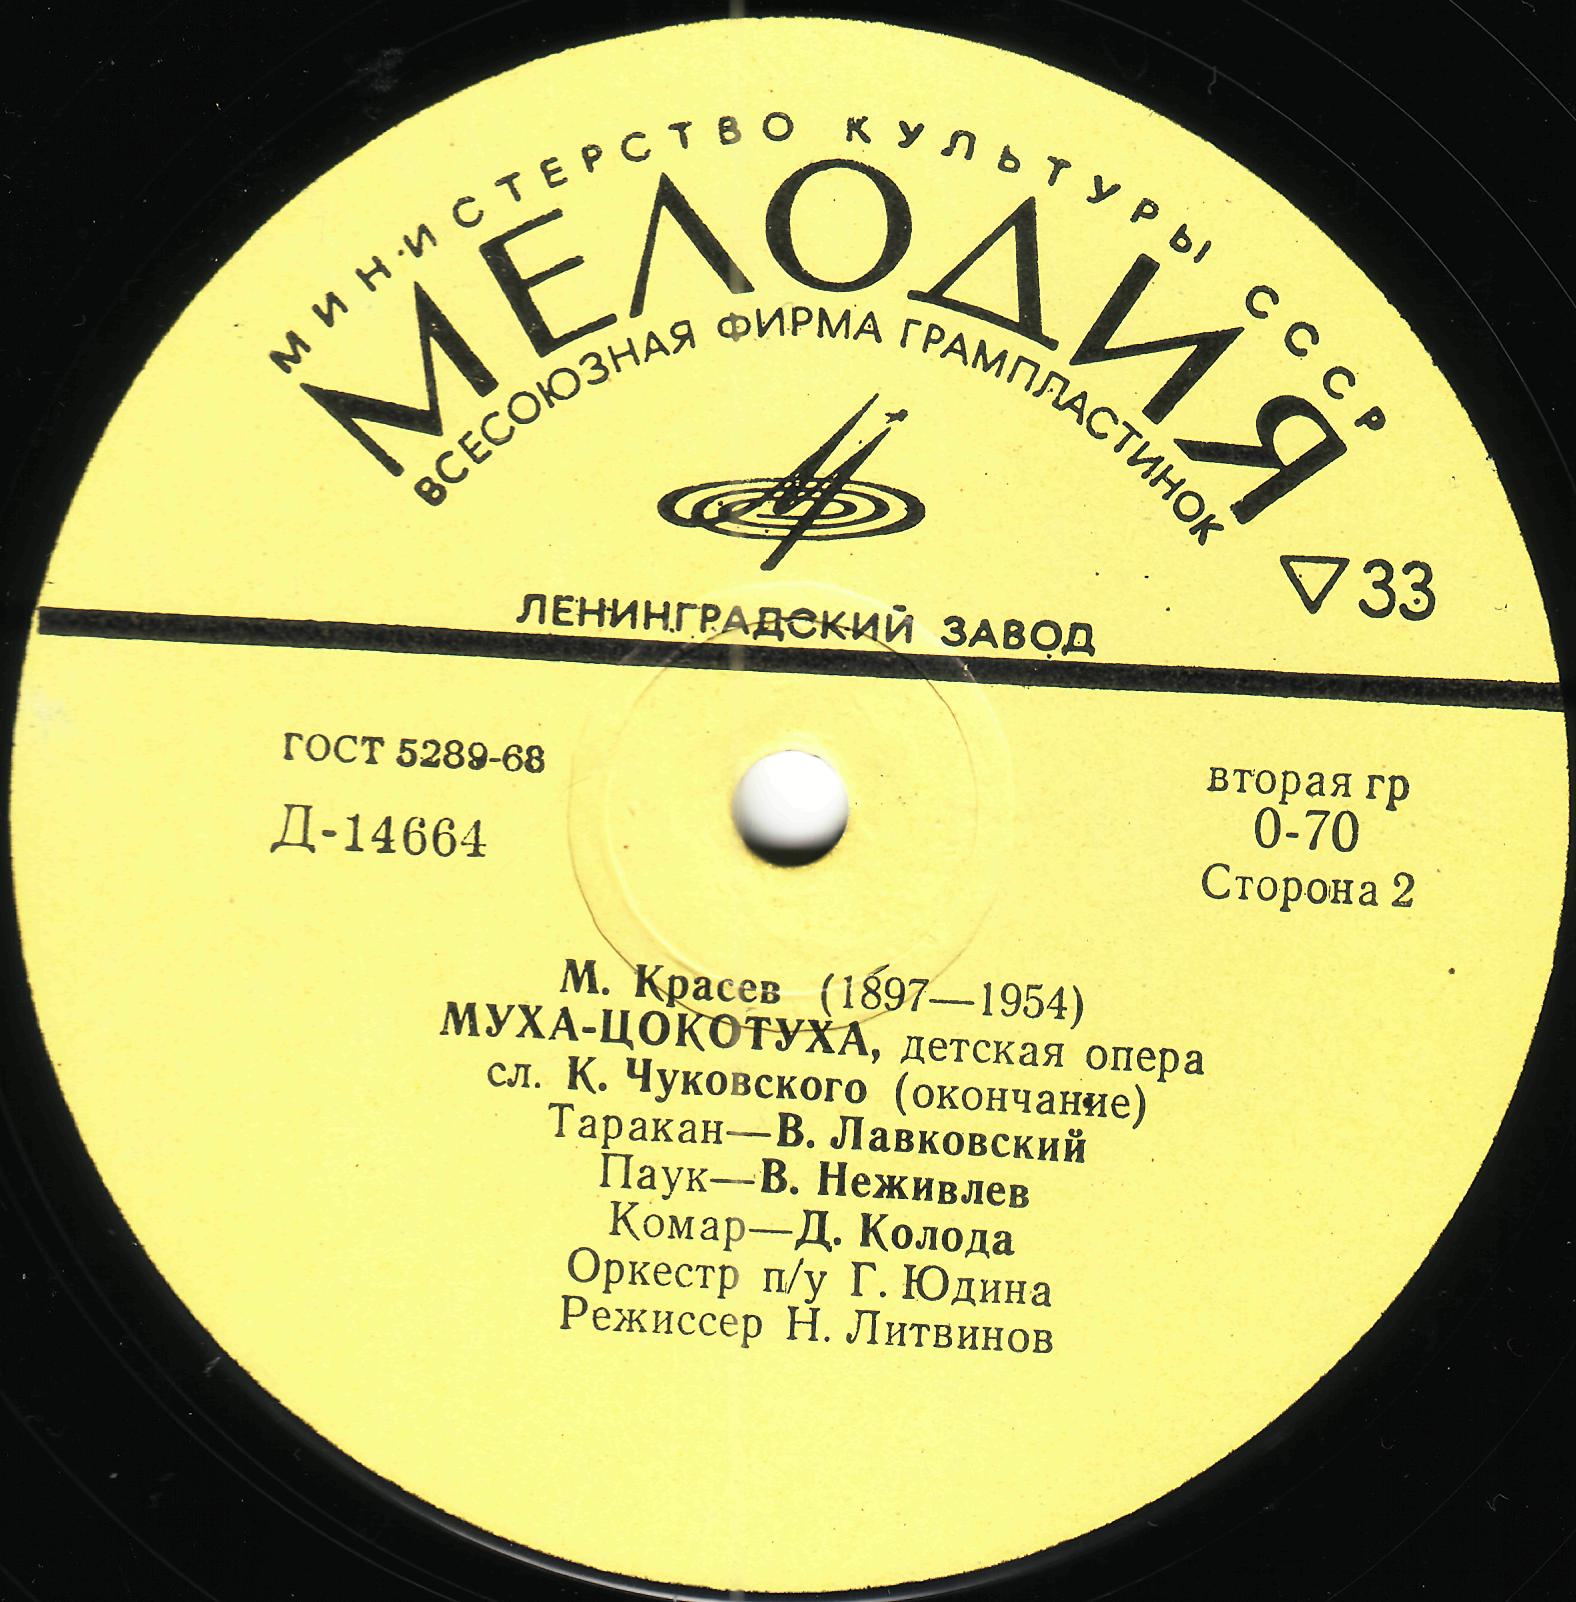 МИНИСТЕРСТВО КУЛЬТУРЫ СССР
МЕЛОДИЯ
ВСЕСОЮЗНАЯ ФИРМА ГРАМПЛАСТИНОК
33
ЛЕНИНГРАДСКИЙ ЗАВОД
ГОСТ 5289-68
Д-14664
вторая гр
0-70
Сторона 2
М. Красев (1897—1954)
МУХА-ЦОКОТУХА, детская опера
сл. К. Чуковского (окончание)
Таракан—В. Лавковский
Паук—В. Неживлев
Комар—Д. Колода
Оркестр п/у Г. Юдина
Режиссер Н. Литвинов